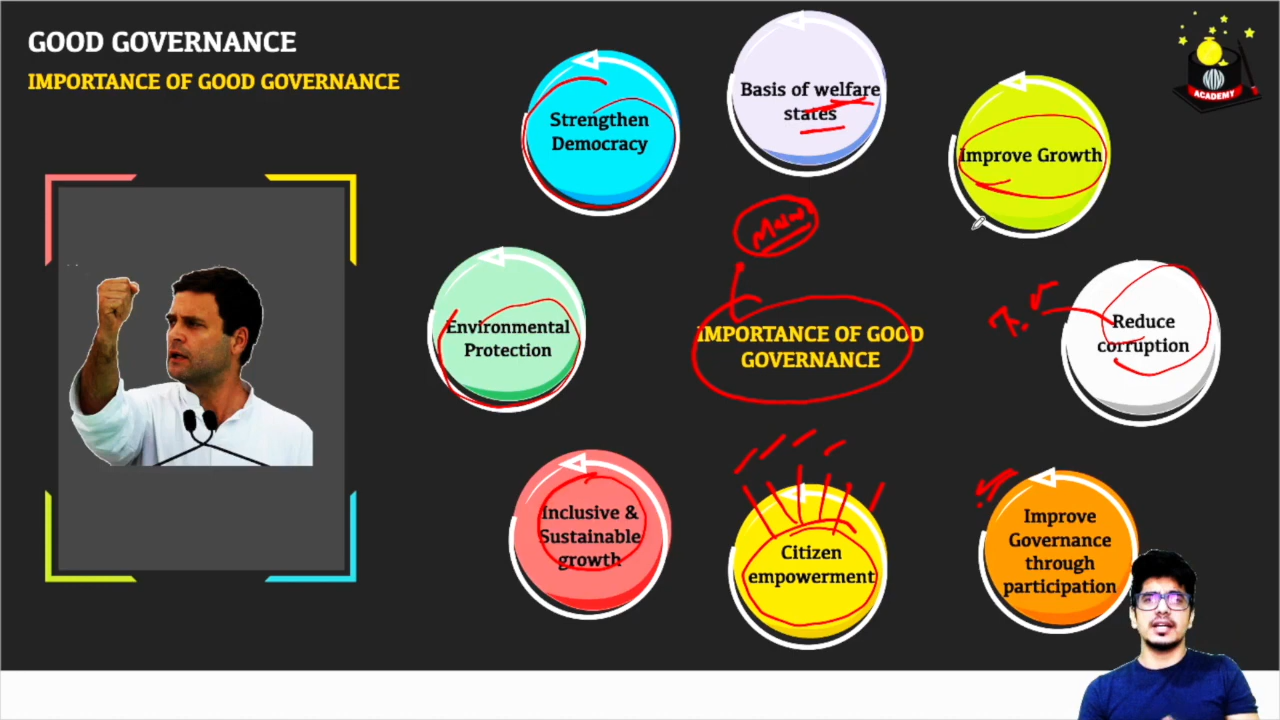 GOOD GOVERNANCE
IMPORTANCE OF GOOD GOVERNANCE
ACADEMY
Strengthen
Democracy
Basis of welfare
states
Improve Growth
Environmental
Protection
IMPORTANCE OF GOOD
GOVERNANCE
Reduce
corruption
Inclusive &
Sustainable
growth
Citizen
empowerment
Improve
Governance
through
participation